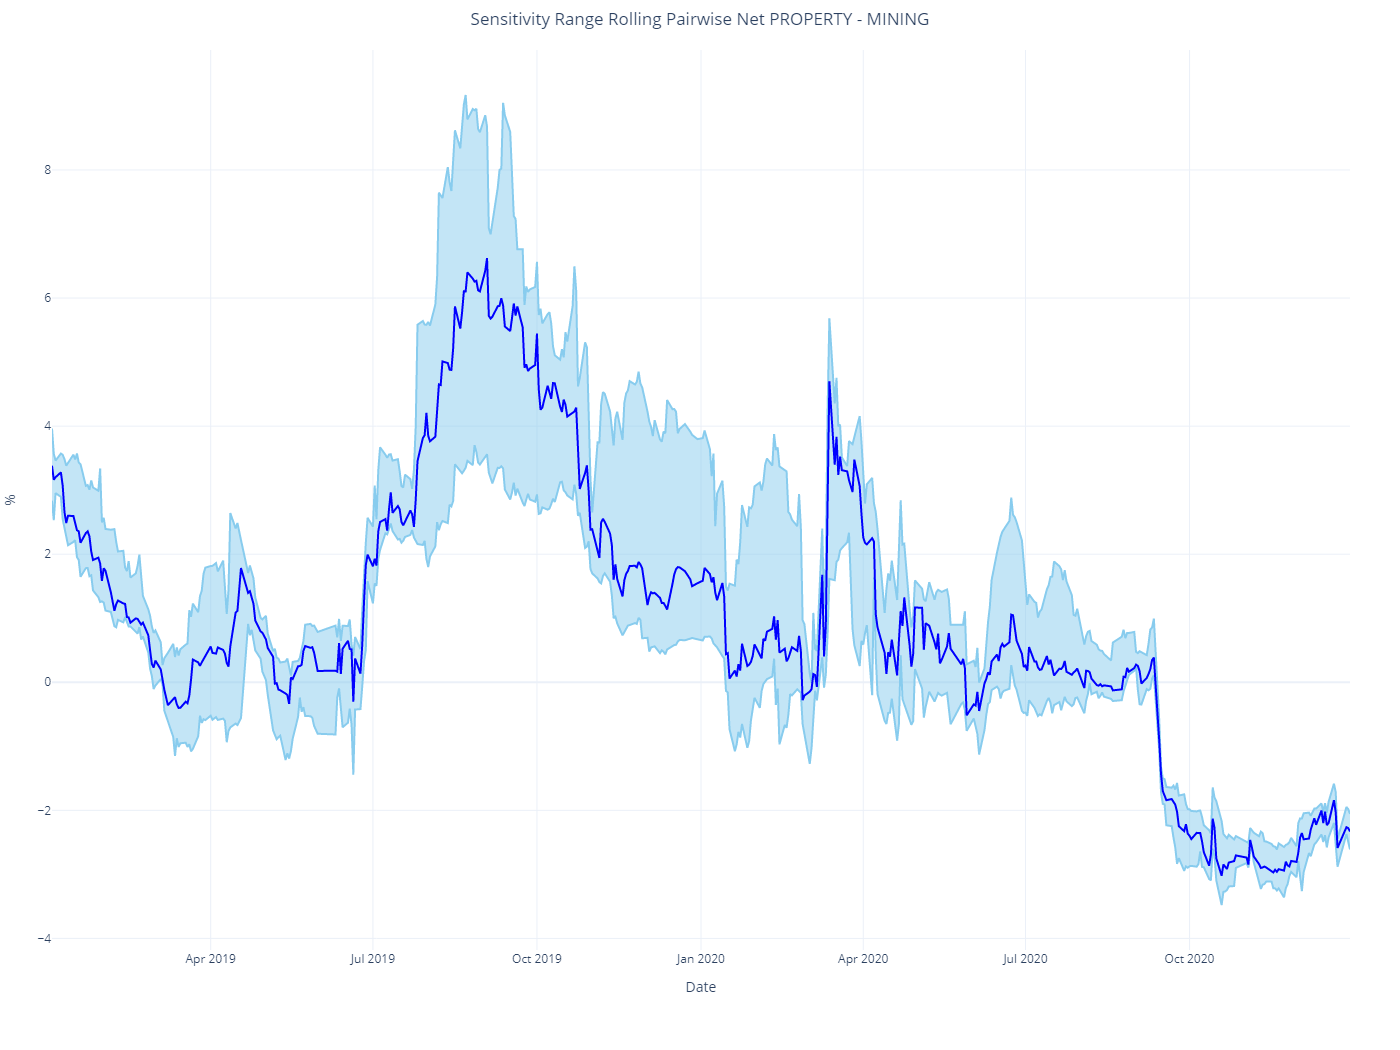 Sensitivity Range Rolling Pairwise Net PROPERTY - MINING
%
8
6
4
2
0
−2
−4
Apr 2019
Jul 2019
Oct 2019
Jan 2020
Apr 2020
Jul 2020
Oct 2020
Date